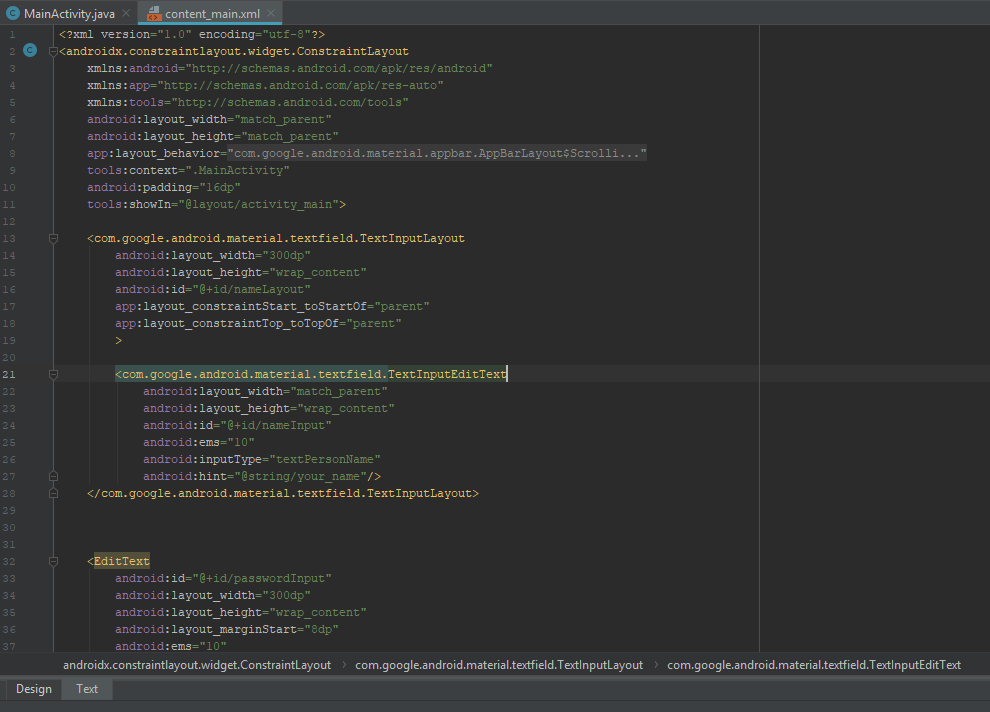 MainActivity.java
content_main.xml
1 <?xml version="1.0" encoding="utf-8"?>
2 <androidx.constraintlayout.widget.ConstraintLayout
3 xmlns:android="http://schemas.android.com/apk/res/android"
4 xmlns:app="http://schemas.android.com/apk/res-auto"
5 xmlns:tools="http://schemas.android.com/tools"
6 android:layout_width="match_parent"
7 android:layout_height="match_parent"
8 app:layout_behavior="com.google.android.material.appbar.AppBarLayout$Scrolli..."
9 tools:context=".MainActivity"
10 android:padding="16dp"
11 tools:showIn="@layout/activity_main">
12
13 <com.google.android.material.textfield.TextInputLayout
14 android:layout_width="300dp"
15 android:layout_height="wrap_content"
16 android:id="@+id/nameLayout"
17 app:layout_constraintStart_toStartOf="parent"
18 app:layout_constraintTop_toTopOf="parent"
19 >
20
21 <com.google.android.material.textfield.TextInputEditText
22 android:layout_width="match_parent"
23 android:layout_height="wrap_content"
24 android:id="@+id/nameInput"
25 android:ems="10"
26 android:inputType="textPersonName"
27 android:hint="@string/your_name"/>
28 </com.google.android.material.textfield.TextInputLayout>
29
30
31
32 <EditText
33 android:id="@+id/passwordInput"
34 android:layout_width="300dp"
35 android:layout_height="wrap_content"
36 android:layout_marginStart="8dp"
37 android:ems="10"
androidx.constraintlayout.widget.ConstraintLayout › com.google.android.material.textfield.TextInputLayout › com.google.android.material.textfield.TextInputEditText
Design Text